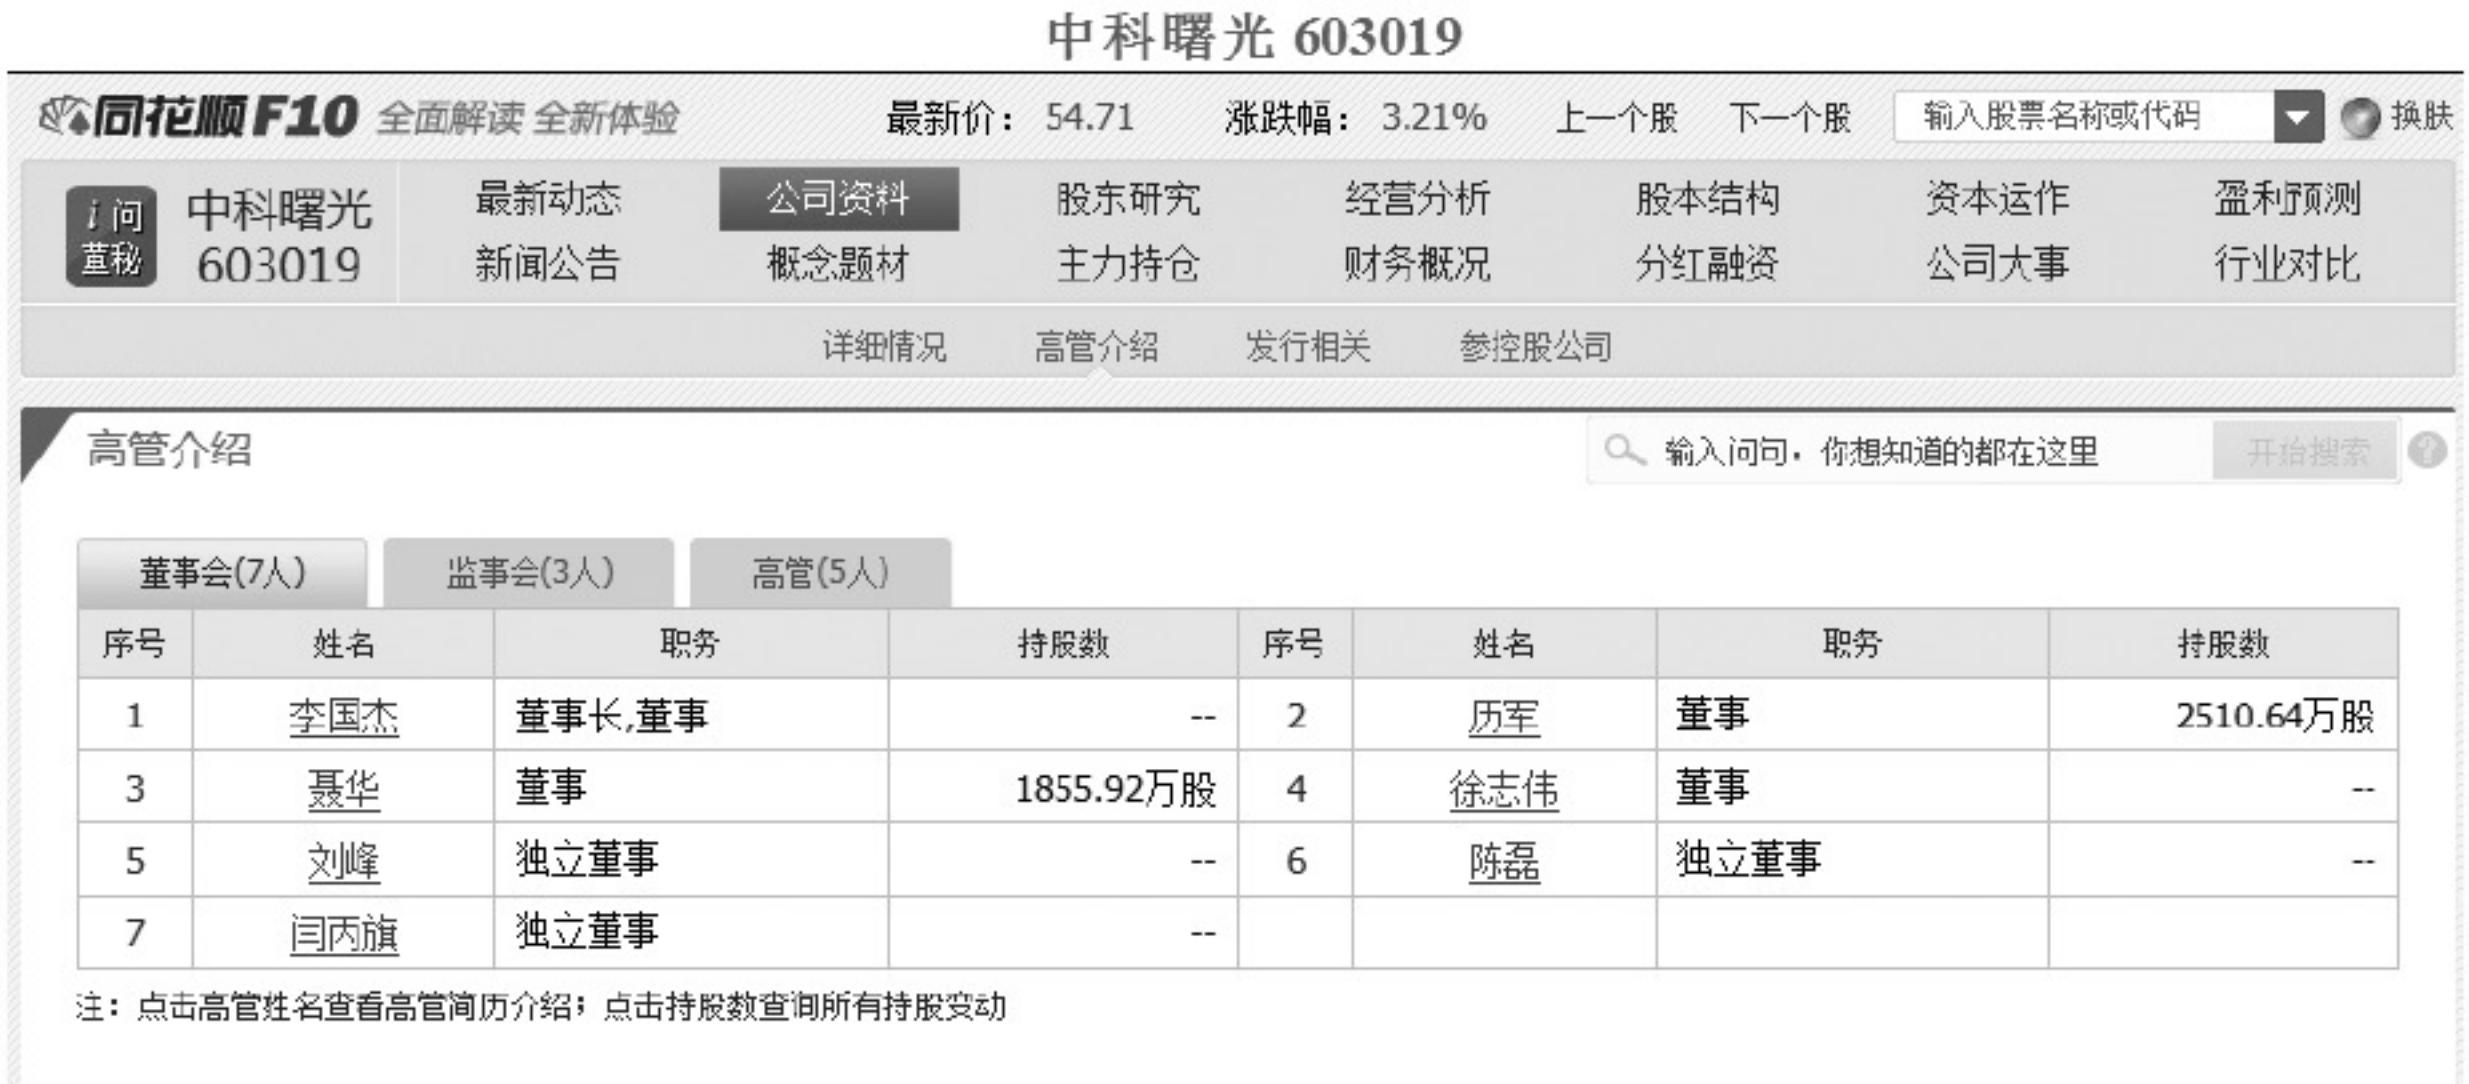 中科曙光 603019
同花顺F10 全面解读 全新体验 最新价： 54.71 涨跌幅： 3.21% 上一个股 下一个股 输入股票名称或代码 换肤
i问 董秘 中科曙光 603019
最新动态 公司资料 股东研究 经营分析 股本结构 资本运作 盈利预测
新闻公告 概念题材 主力持仓 财务概况 分红融资 公司大事 行业对比
详细情况 高管介绍 发行相关 参控股公司
高管介绍 输入问句，你想知道的都在这里 开始搜索 ?
董事会(7人) 监事会(3人) 高管(5人)
序号 姓名 职务 持股数 序号 姓名 职务 持股数
1 李国杰 董事长,董事 -- 2 历军 董事 2510.64万股
3 聂华 董事 1855.92万股 4 徐志伟 董事 --
5 刘峰 独立董事 -- 6 陈磊 独立董事 --
7 闫丙旗 独立董事 --
注：点击高管姓名查看高管简历介绍；点击持股数查询所有持股变动